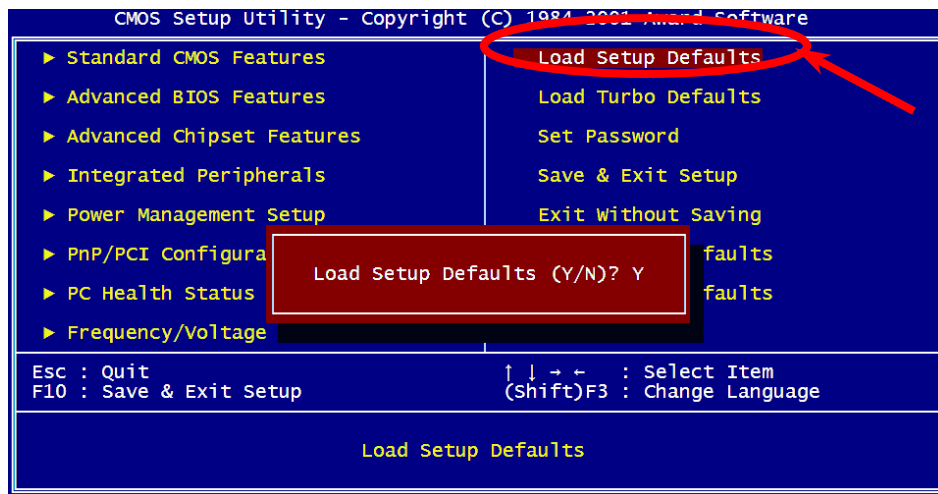 CMOS Setup Utility - Copyright (C) 1984-2001 Award Software
▶ Standard CMOS Features
▶ Advanced BIOS Features
▶ Advanced Chipset Features
▶ Integrated Peripherals
▶ Power Management Setup
▶ PnP/PCI Configura
▶ PC Health Status
▶ Frequency/Voltage
Load Setup Defaults
Load Turbo Defaults
Set Password
Save & Exit Setup
Exit Without Saving
faults
faults
Load Setup Defaults (Y/N)? Y
Esc : Quit
F10 : Save & Exit Setup
↑ ↓ → ← : Select Item
(Shift)F3 : Change Language
Load Setup Defaults